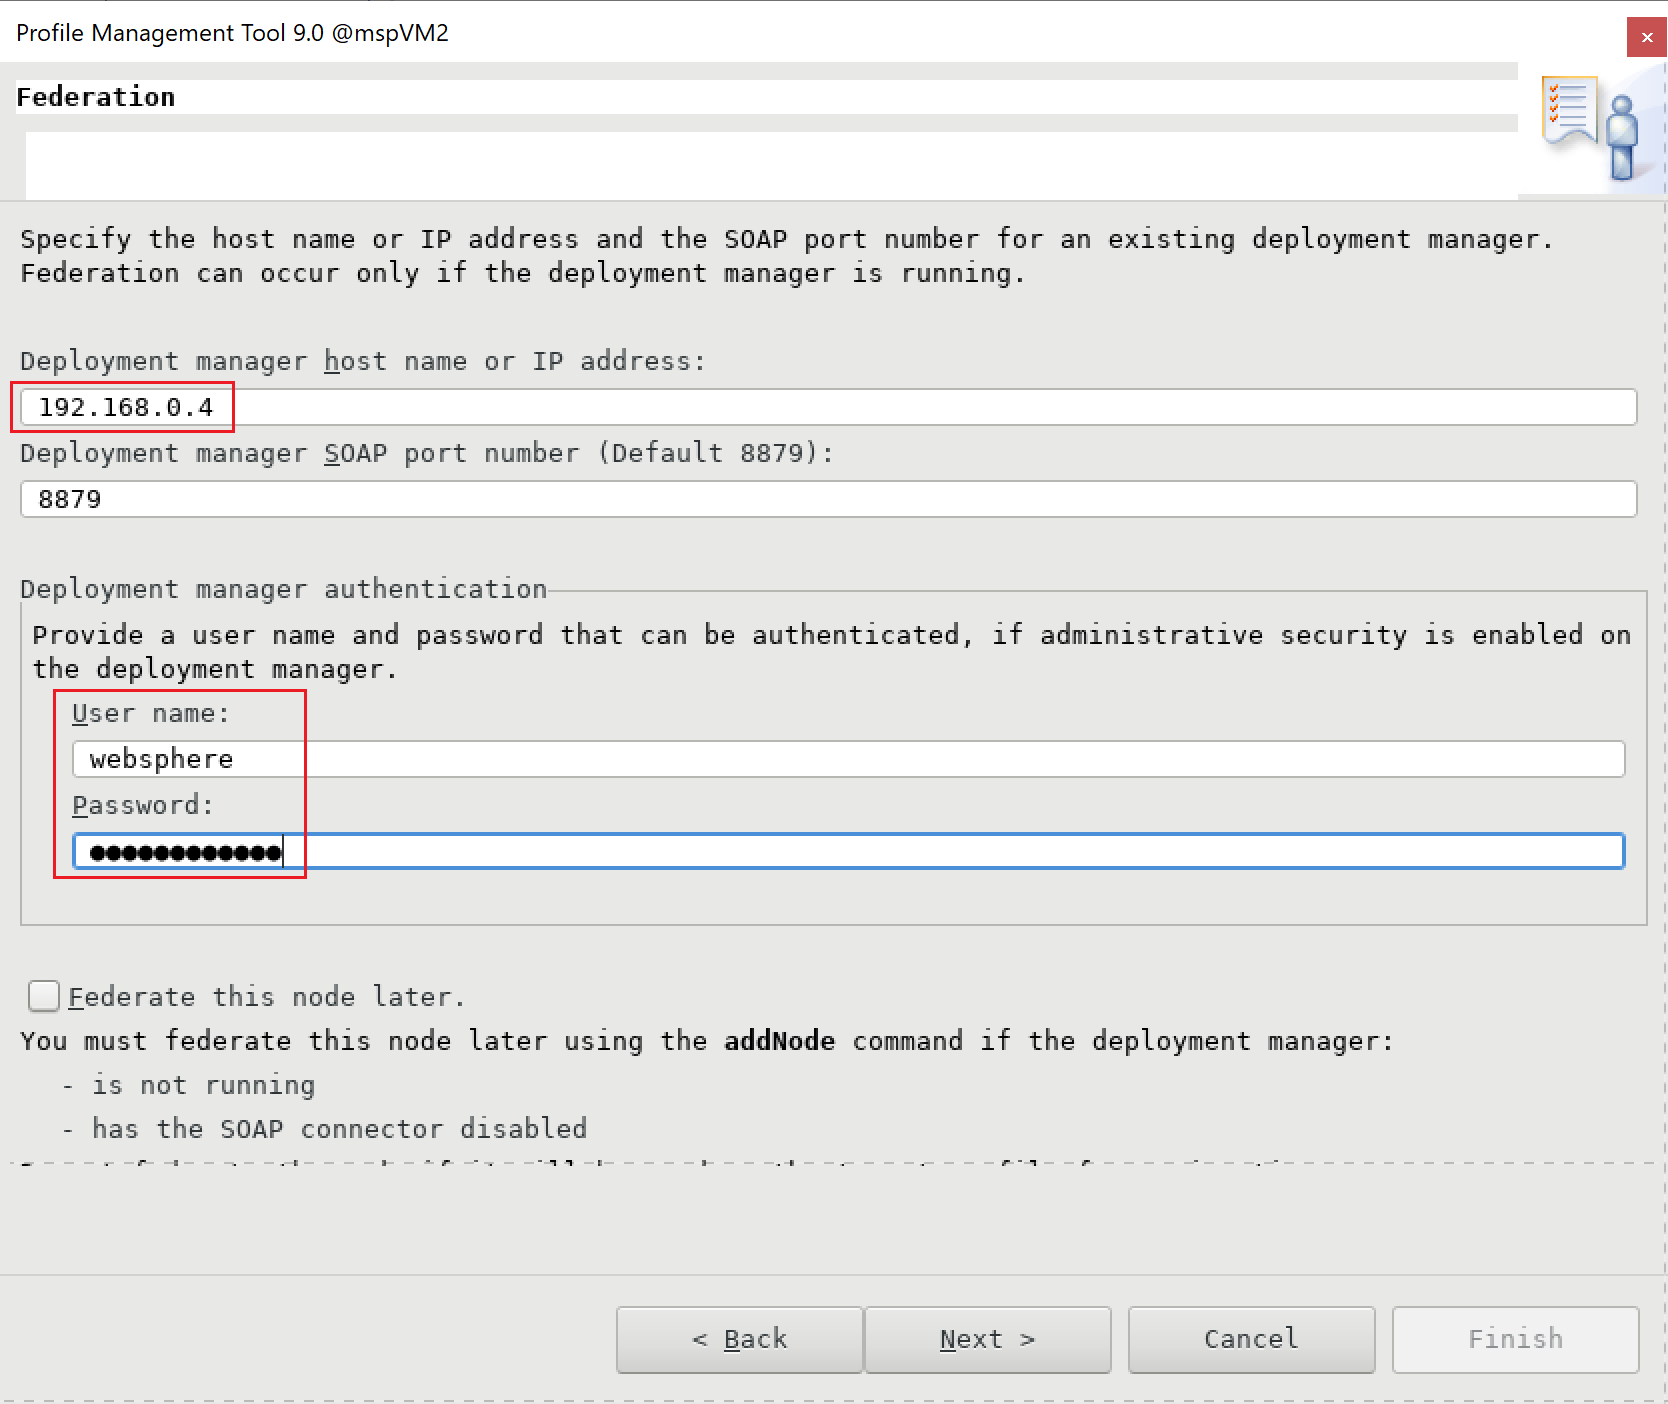 Profile Management Tool 9.0 @mspVM2
Federation
Specify the host name or IP address and the SOAP port number for an existing deployment manager.
Federation can occur only if the deployment manager is running.
Deployment manager host name or IP address:
192.168.0.4
Deployment manager SOAP port number (Default 8879):
8879
Deployment manager authentication
Provide a user name and password that can be authenticated, if administrative security is enabled on
the deployment manager.
User name:
websphere
Password:
●●●●●●●●●●●●
Federate this node later.
You must federate this node later using the addNode command if the deployment manager:
- is not running
- has the SOAP connector disabled
< Back
Next >
Cancel
Finish